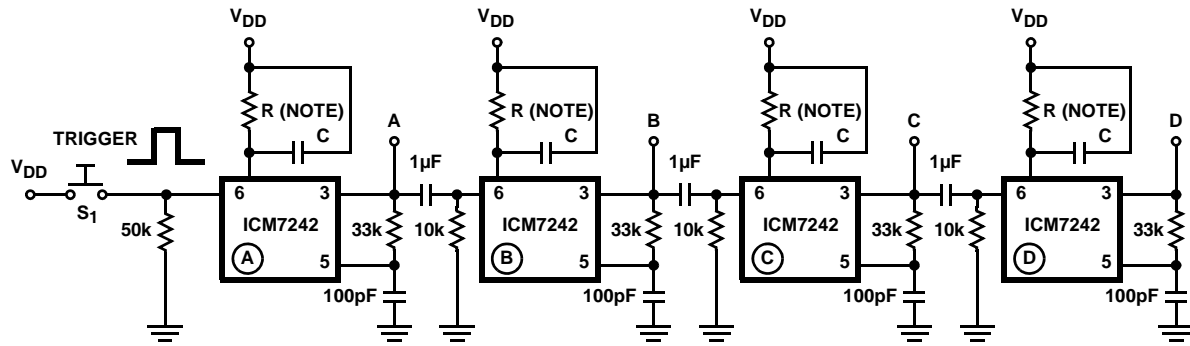 VDD VDD VDD VDD
R (NOTE) R (NOTE) R (NOTE) R (NOTE)
C C C C
TRIGGER A B C D
VDD 1µF 1µF 1µF
S1
6 3 6 3 6 3 6 3
50k ICM7242 33k 10k ICM7242 33k 10k ICM7242 33k 10k ICM7242 33k
A 5 B 5 C 5 D 5
100pF 100pF 100pF 100pF